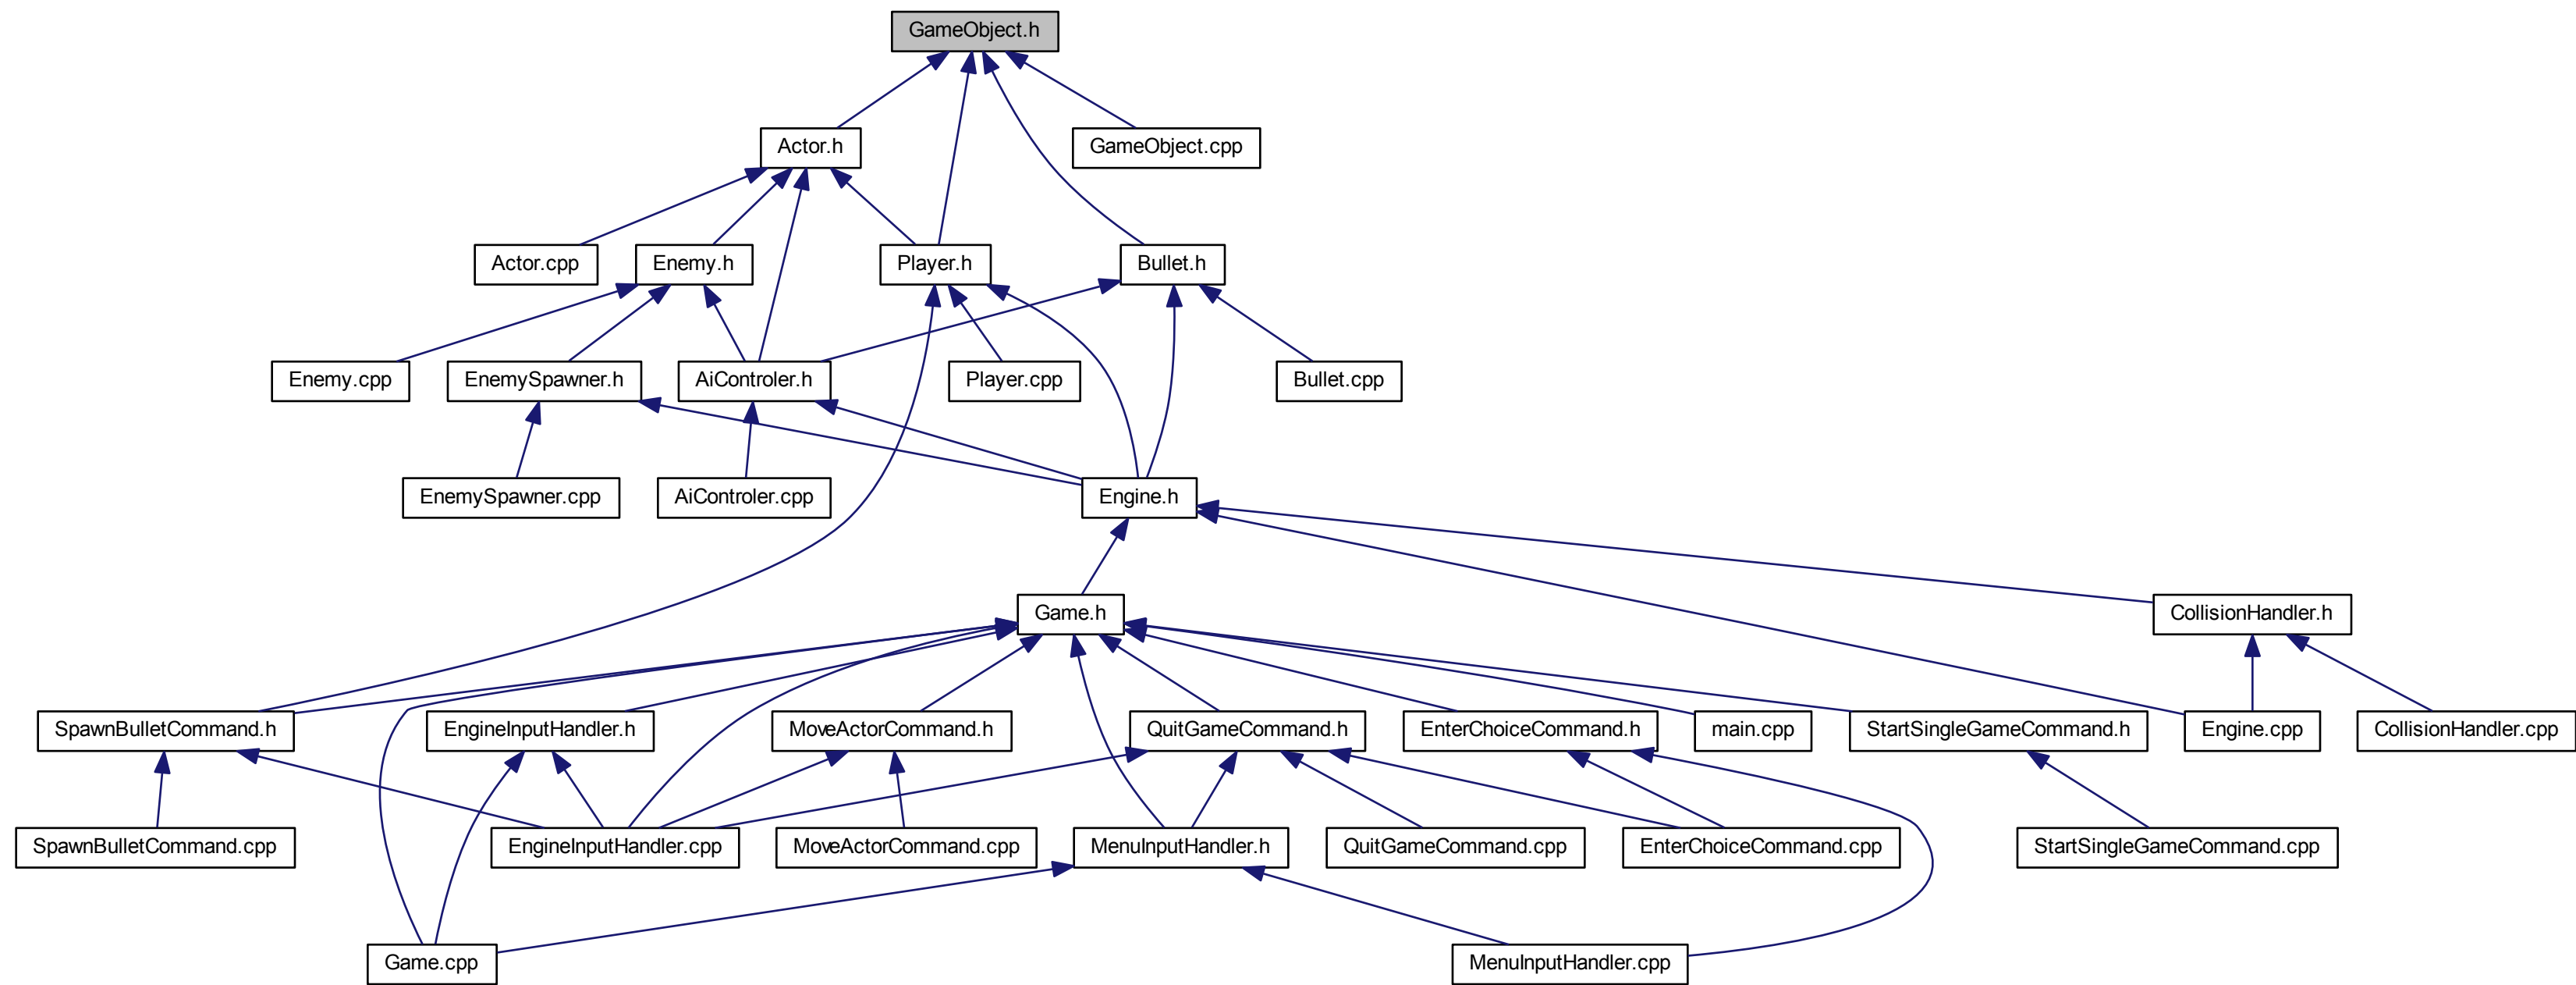 GameObject.h
Actor.h
GameObject.cpp
Actor.cpp
Enemy.h
Player.h
Bullet.h
Enemy.cpp
EnemySpawner.h
AiControler.h
Player.cpp
Bullet.cpp
EnemySpawner.cpp
AiControler.cpp
Engine.h
Game.h
CollisionHandler.h
SpawnBulletCommand.h
EngineInputHandler.h
MoveActorCommand.h
QuitGameCommand.h
EnterChoiceCommand.h
main.cpp
StartSingleGameCommand.h
Engine.cpp
CollisionHandler.cpp
SpawnBulletCommand.cpp
EngineInputHandler.cpp
MoveActorCommand.cpp
MenuInputHandler.h
QuitGameCommand.cpp
EnterChoiceCommand.cpp
StartSingleGameCommand.cpp
Game.cpp
MenuInputHandler.cpp